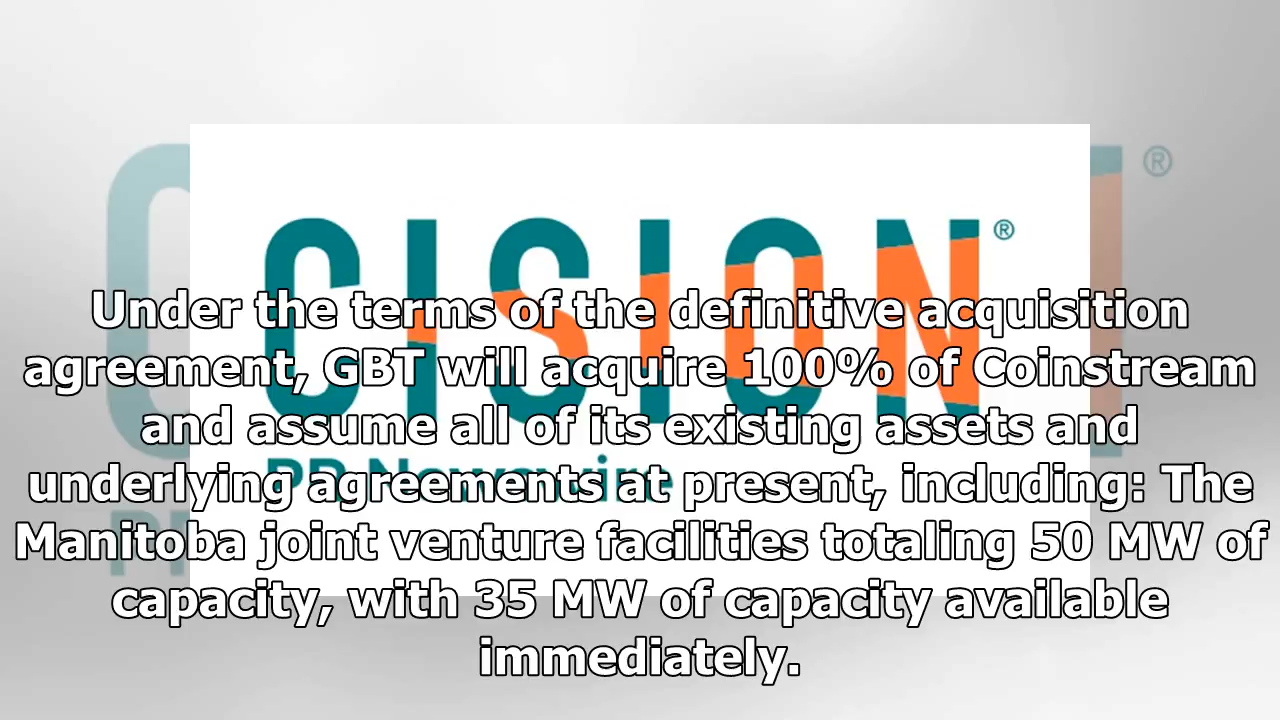 CISION®
PR Newswire
Under the terms of the definitive acquisition
agreement, GBT will acquire 100% of Coinstream
and assume all of its existing assets and
underlying agreements at present, including: The
Manitoba joint venture facilities totaling 50 MW of
capacity, with 35 MW of capacity available
immediately.